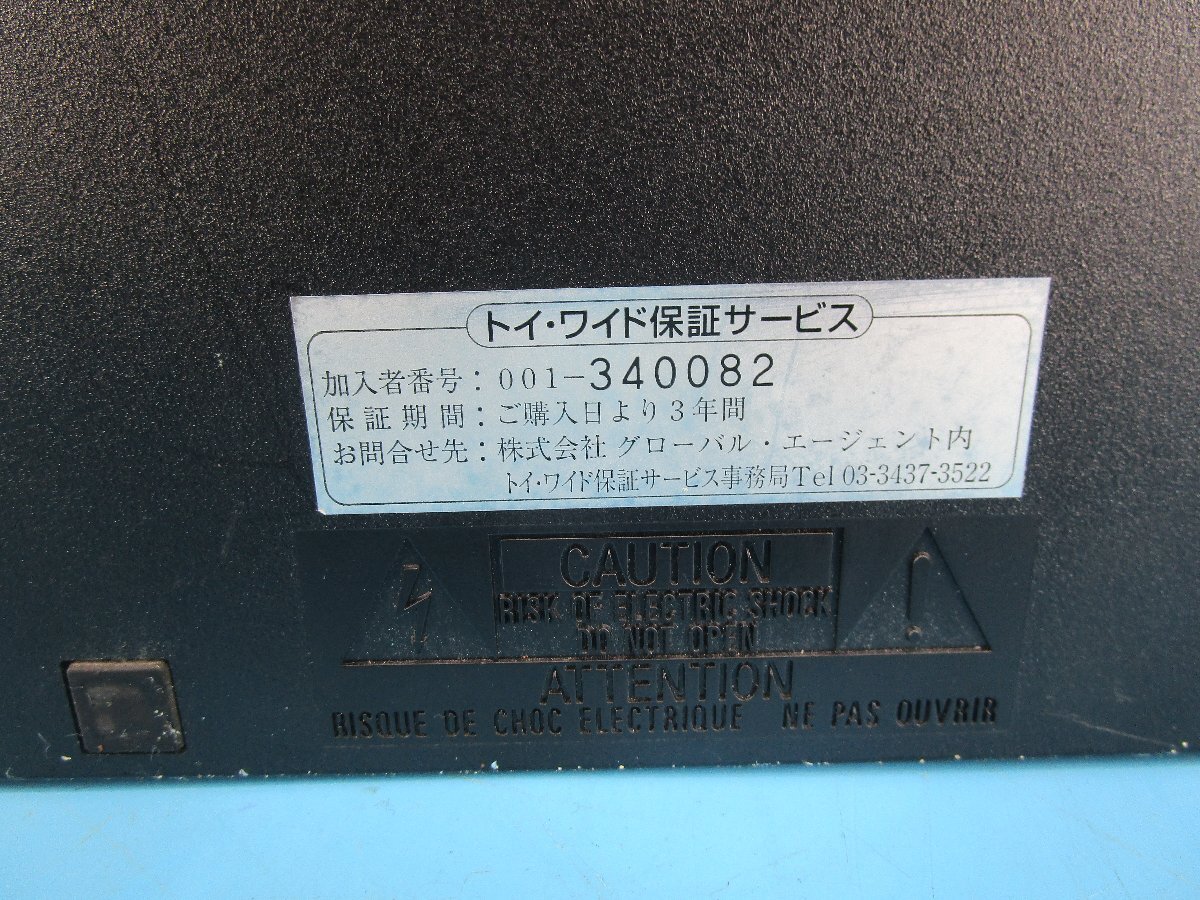 トイ・ワイド保証サービス
加入者番号：001-340082
保証期間：ご購入日より3年間
お問合せ先：株式会社 グローバル・エージェント内
トイ・ワイド保証サービス事務局Tel 03-3437-3522
CAUTION
RISK OF ELECTRIC SHOCK
DO NOT OPEN
ATTENTION
RISQUE DE CHOC ELECTRIQUE NE PAS OUVRIR